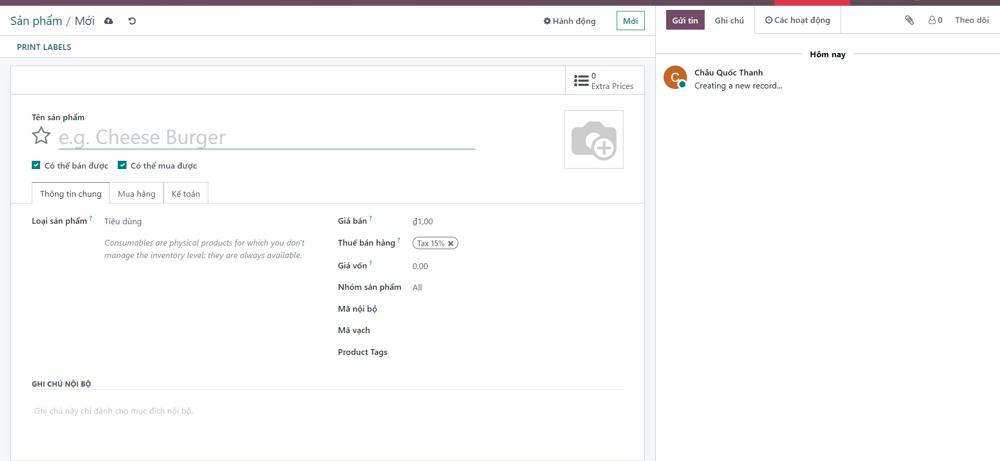 Sản phẩm / Mới
Hành động
Mới
Gửi tin
Ghi chú
Các hoạt động
0
Theo dõi
PRINT LABELS
Hôm nay
Châu Quốc Thanh
C
Creating a new record...
0
Extra Prices
Tên sản phẩm
e.g. Cheese Burger
Có thể bán được
Có thể mua được
Thông tin chung
Mua hàng
Kế toán
Loại sản phẩm ?
Tiêu dùng
Consumables are physical products for which you don't
manage the inventory level: they are always available.
Giá bán ?
₫1,00
Thuế bán hàng ?
Tax 15%
Giá vốn ?
0,00
Nhóm sản phẩm
All
Mã nội bộ
Mã vạch
Product Tags
GHI CHÚ NỘI BỘ
Ghi chú này chỉ dành cho mục đích nội bộ.